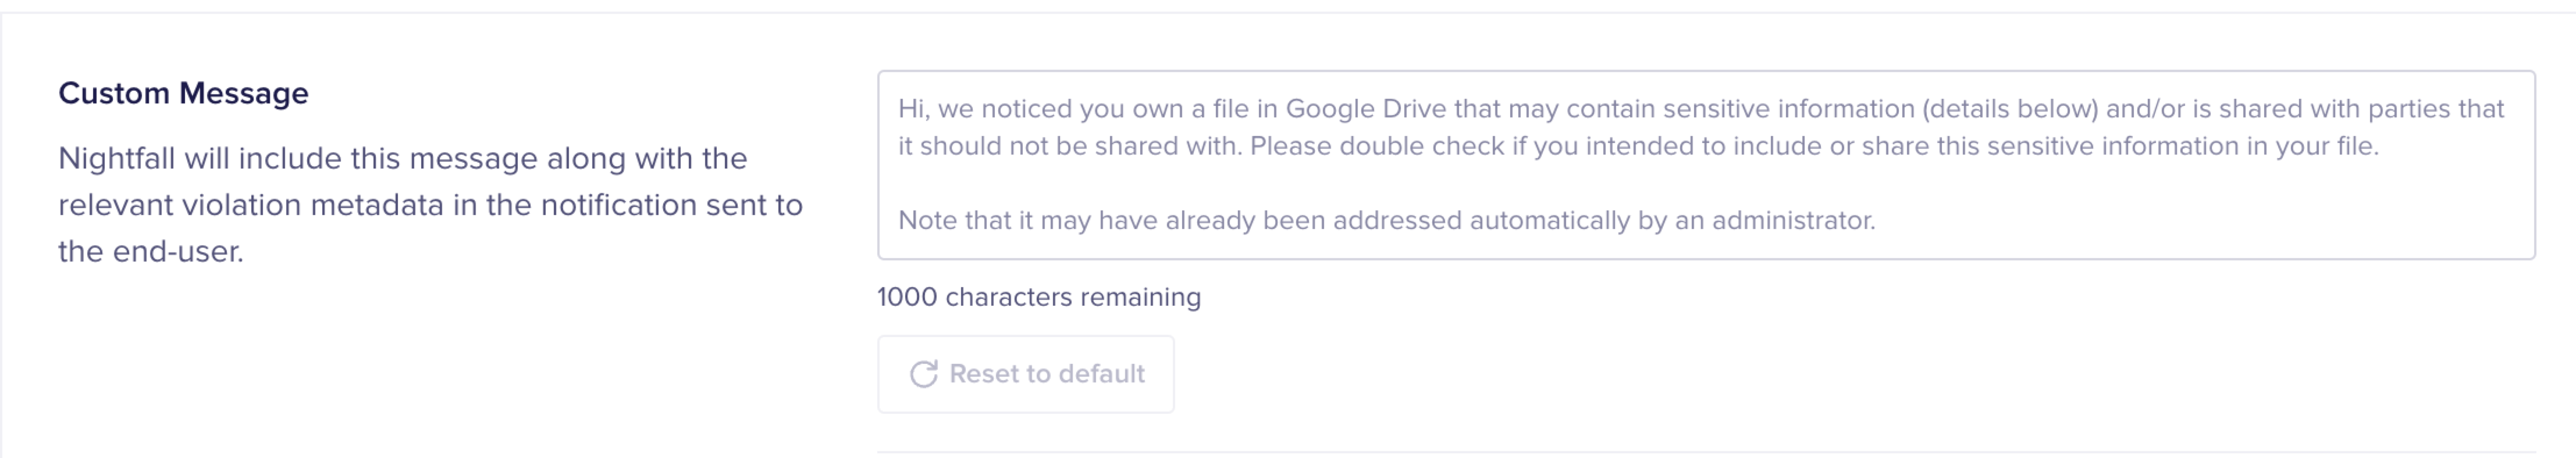 Custom Message
Nightfall will include this message along with the
relevant violation metadata in the notification sent to
the end-user.
Hi, we noticed you own a file in Google Drive that may contain sensitive information (details below) and/or is shared with parties that
it should not be shared with. Please double check if you intended to include or share this sensitive information in your file.
Note that it may have already been addressed automatically by an administrator.
1000 characters remaining
Reset to default